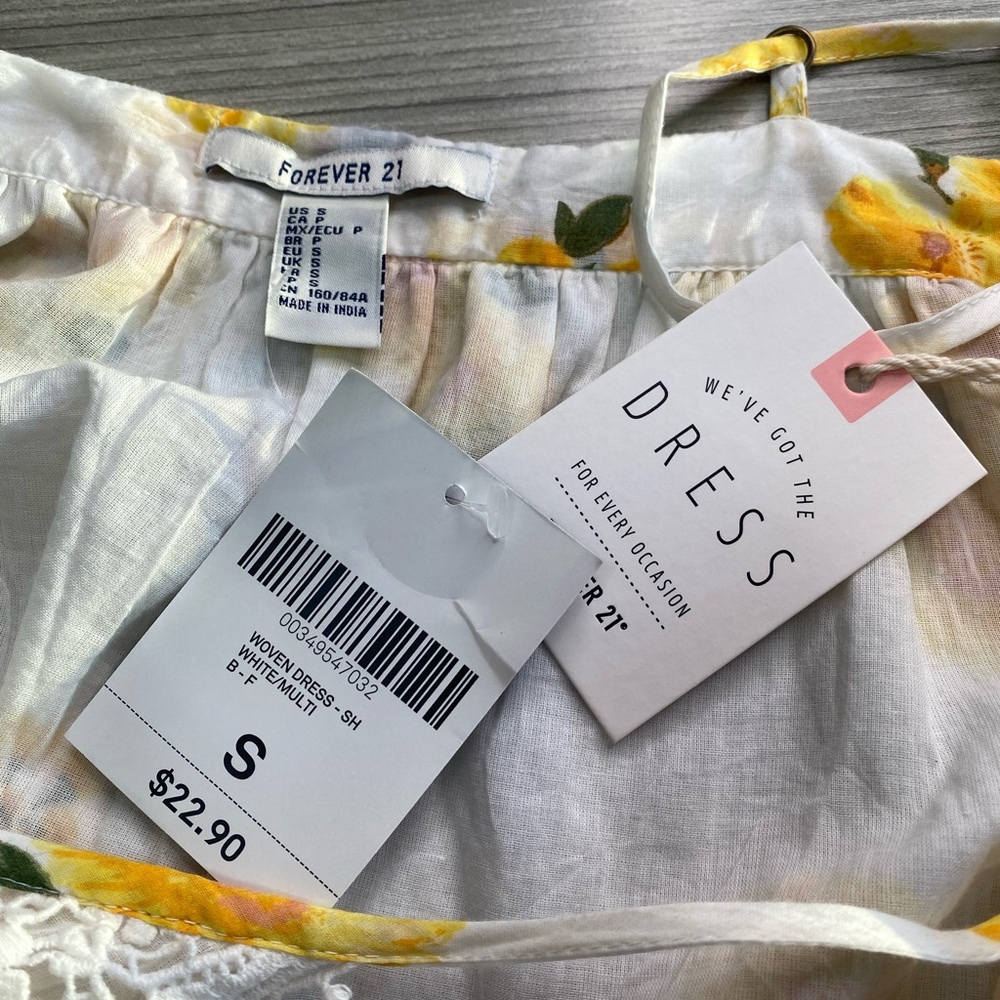 FOREVER 21
US S
CA P
MX/ECU P
BR P
EU S
UK S
S
P S
CN 160/84A
MADE IN INDIA
WE'VE GOT THE
DRESS
FOR EVERY OCCASION
ER 21®
00349547032
WOVEN DRESS - SH
WHITE/MULTI
B - F
S
$22.90